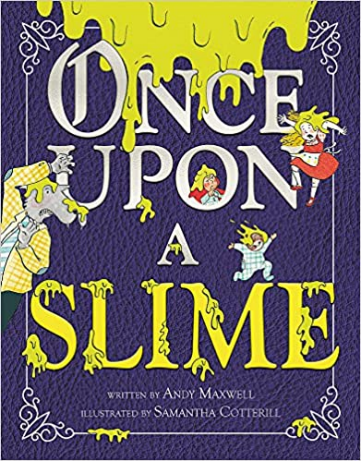 ONCE
UPON
A
SLIME
WRITTEN BY ANDY MAXWELL
ILLUSTRATED BY SAMANTHA COTTERILL